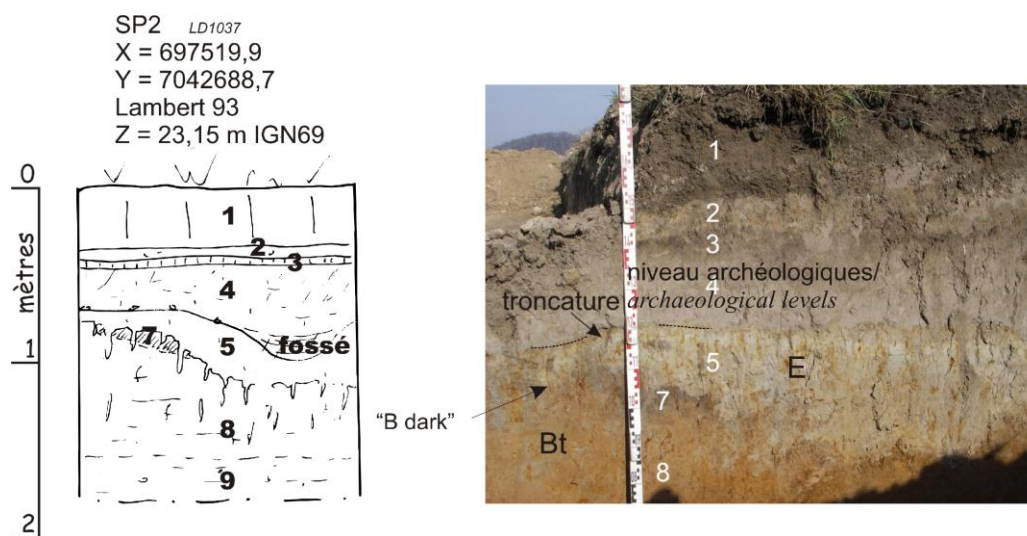 SP2 LD1037
X = 697519,9
Y = 7042688,7
Lambert 93
Z = 23,15 m IGN69
0
1
2
mètres
1
2
3
4
7
5
fossé
8
9
"B dark"
1
2
3
niveau archéologiques/
4
troncature archaeological levels
5
E
7
Bt
8